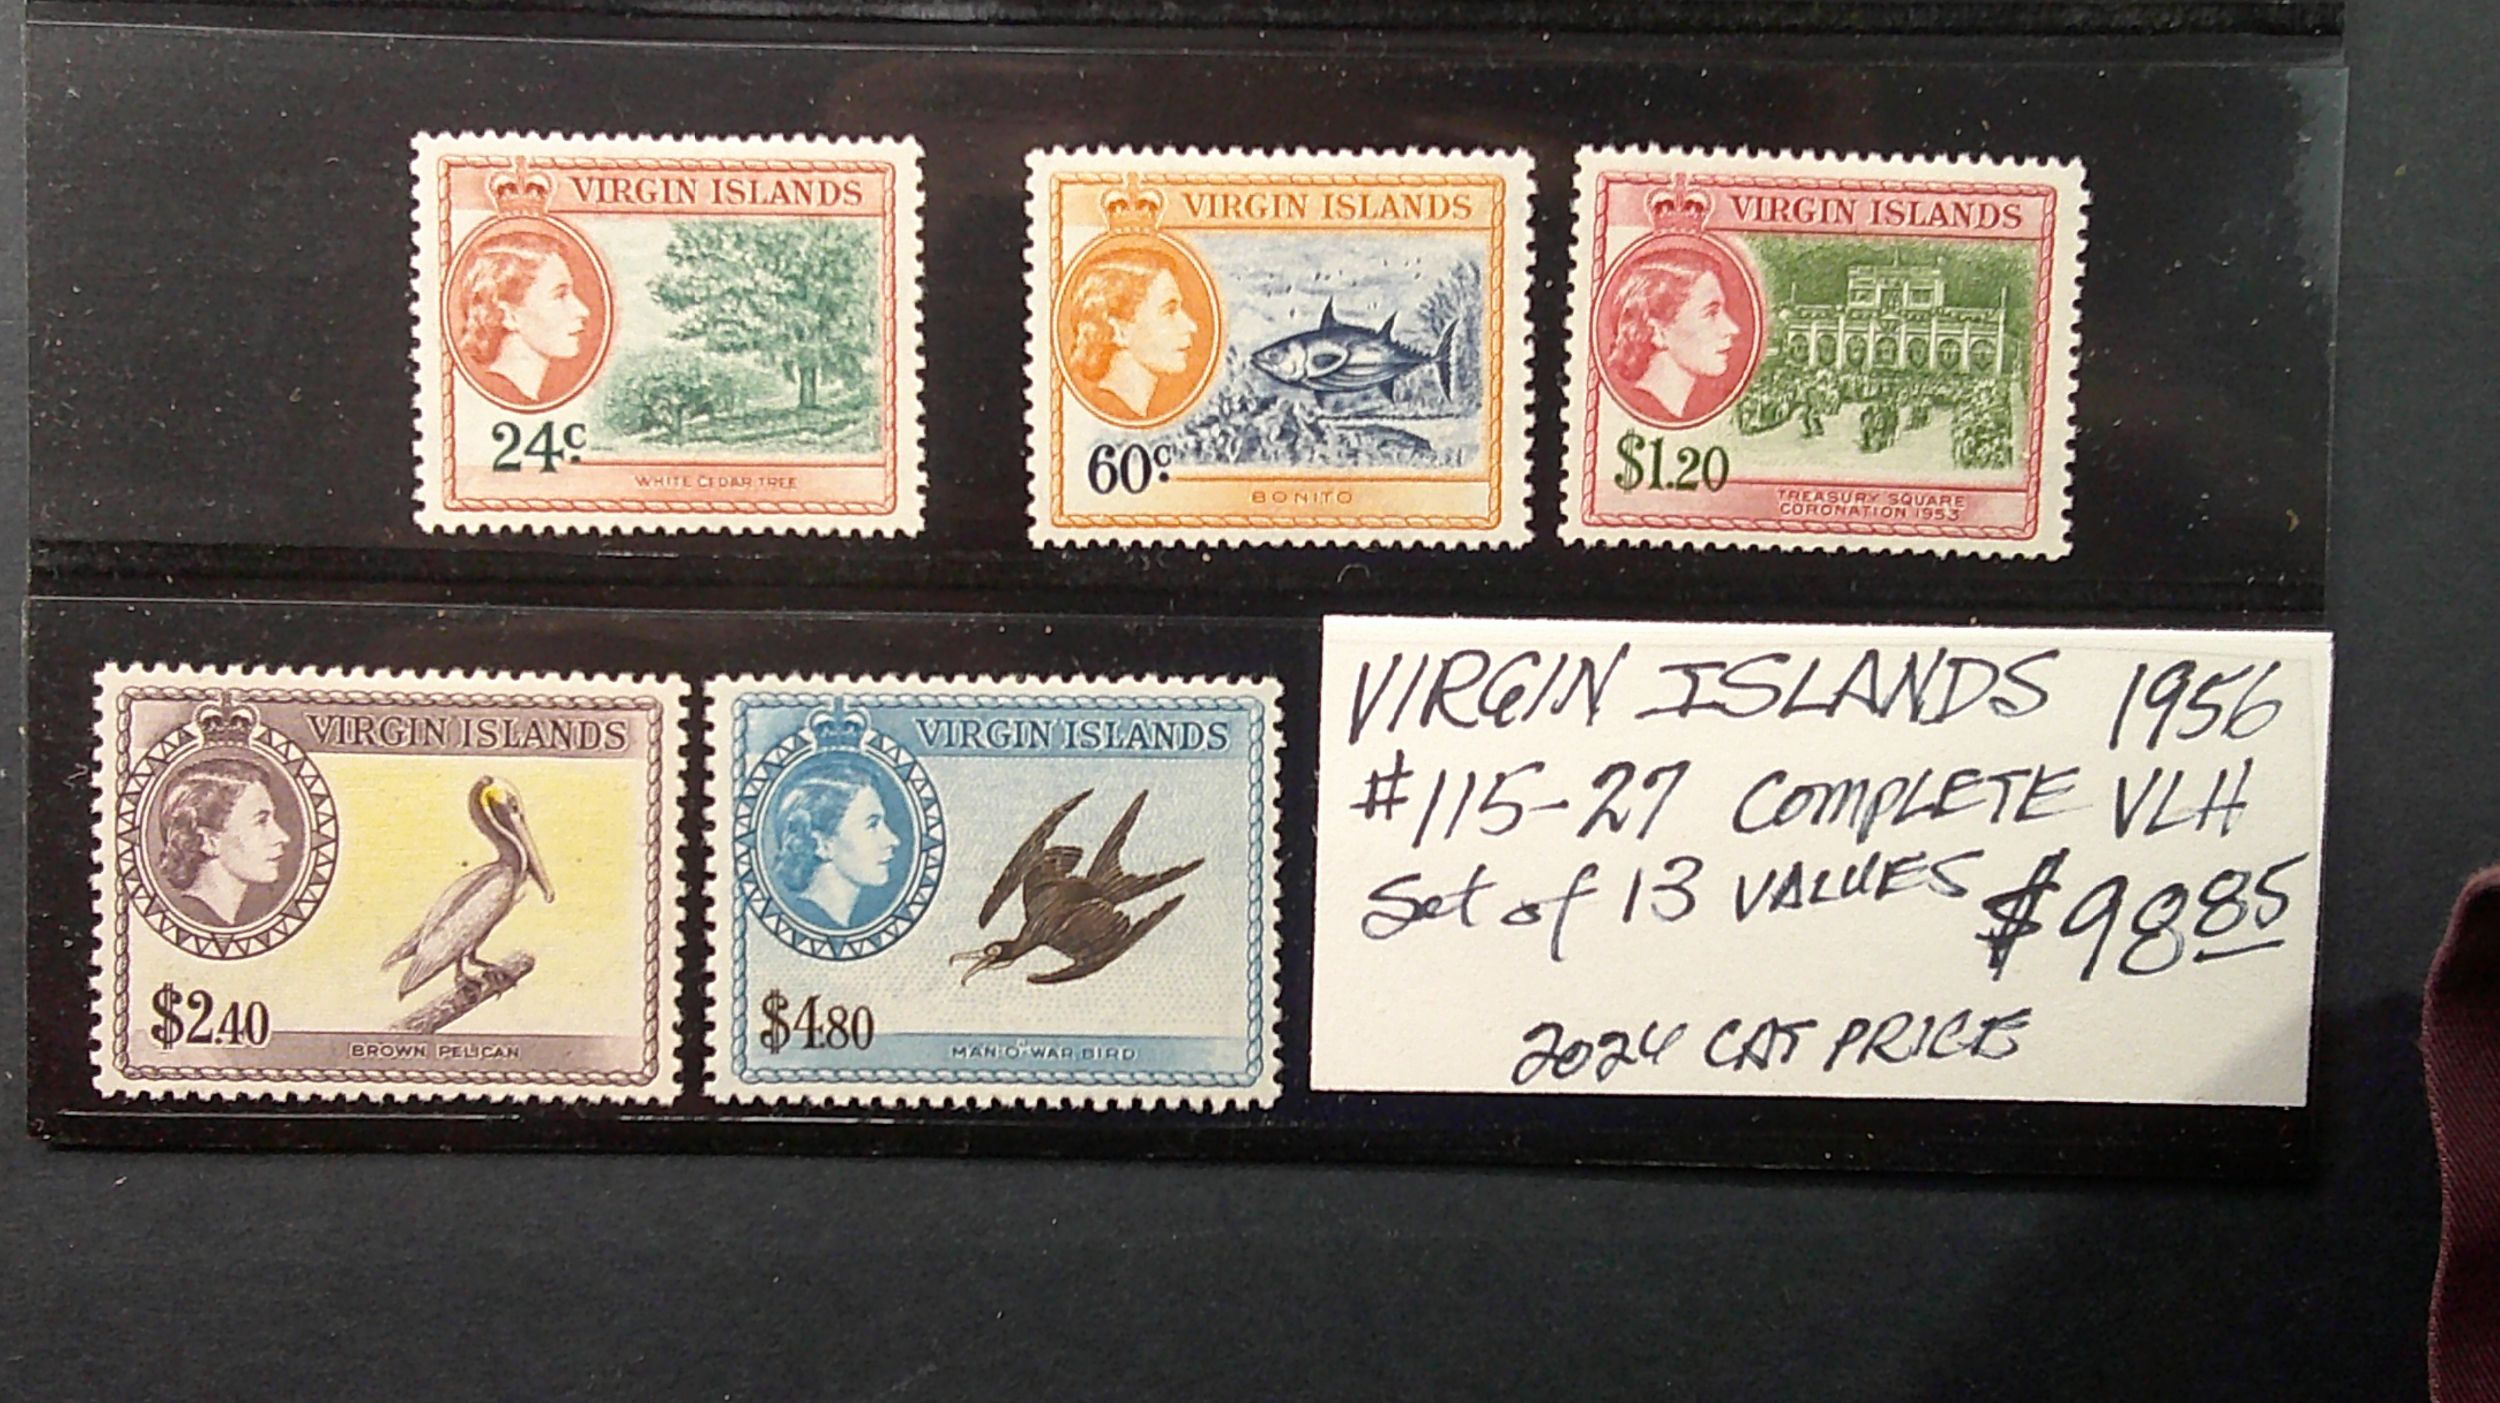 VIRGIN ISLANDS
24c
WHITE CEDAR TREE
VIRGIN ISLANDS
60c
BONITO
VIRGIN ISLANDS
$1.20
TREASURY SQUARE
CORONATION 1953
VIRGIN ISLANDS
$2.40
BROWN PELICAN
VIRGIN ISLANDS
$4.80
MAN-O'-WAR BIRD
VIRGIN ISLANDS 1956
#115-27 COMPLETE VLH
Set of 13 VALUES $98.85
2024 CAT PRICE